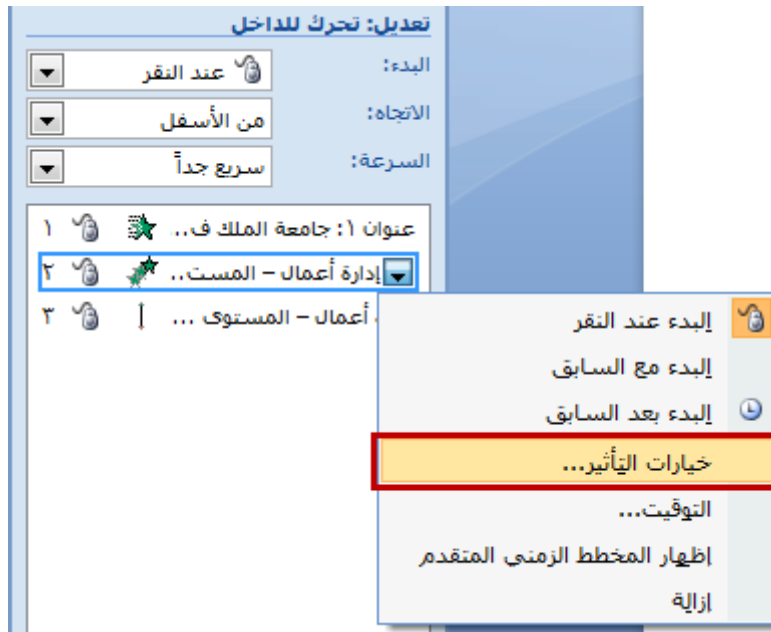 تعديل: تحرك للداخل
البدء: عند النقر
الاتجاه: من الأسفل
السرعة: سريع جداً
عنوان ١: جامعة الملك ف.. ١
إدارة أعمال – المست.. ٢
أعمال – المستوى ... ٣
البدء عند النقر
البدء مع السابق
البدء بعد السابق
خيارات التأثير...
التوقيت...
إظهار المخطط الزمني المتقدم
إزالة